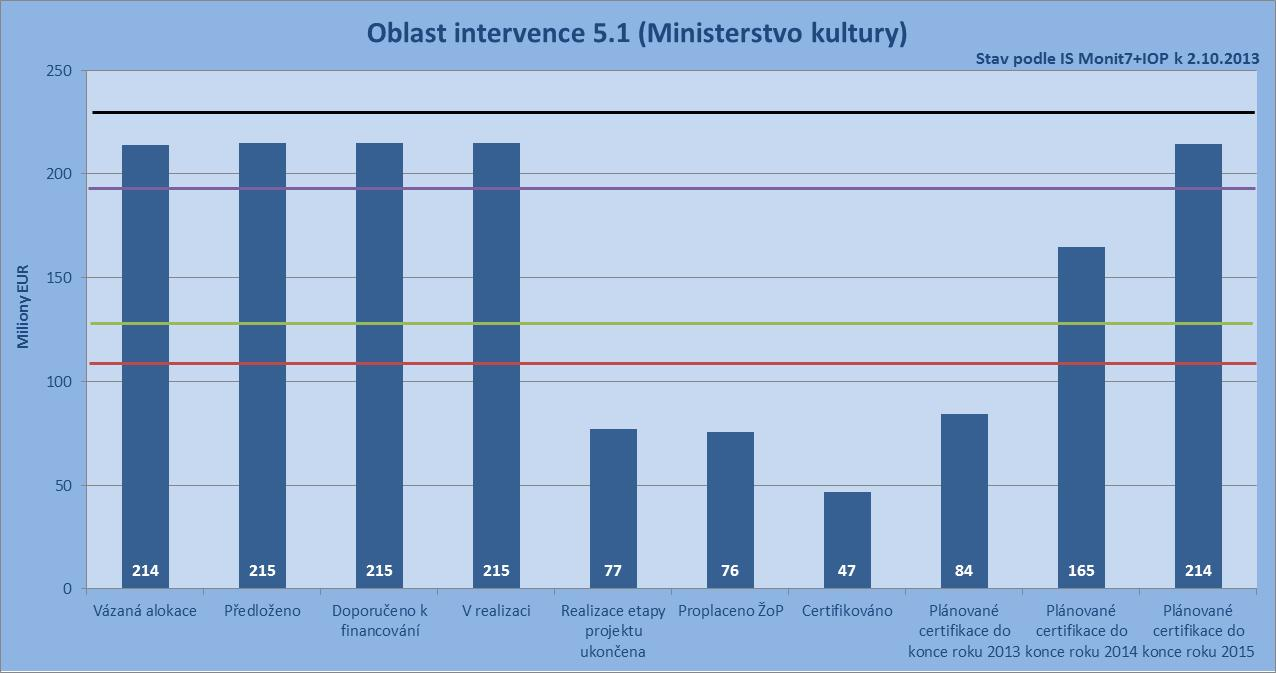 Oblast intervence 5.1 (Ministerstvo kultury)
Stav podle IS Monit7+IOP k 2.10.2013
Miliony EUR
250
200
150
100
50
0
214
215
215
215
77
76
47
84
165
214
Vázaná alokace
Předloženo
Doporučeno k
financování
V realizaci
Realizace etapy
projektu
ukončena
Proplaceno ŽoP
Certifikováno
Plánované
certifikace do
konce roku 2013
Plánované
certifikace do
konce roku 2014
Plánované
certifikace do
konce roku 2015